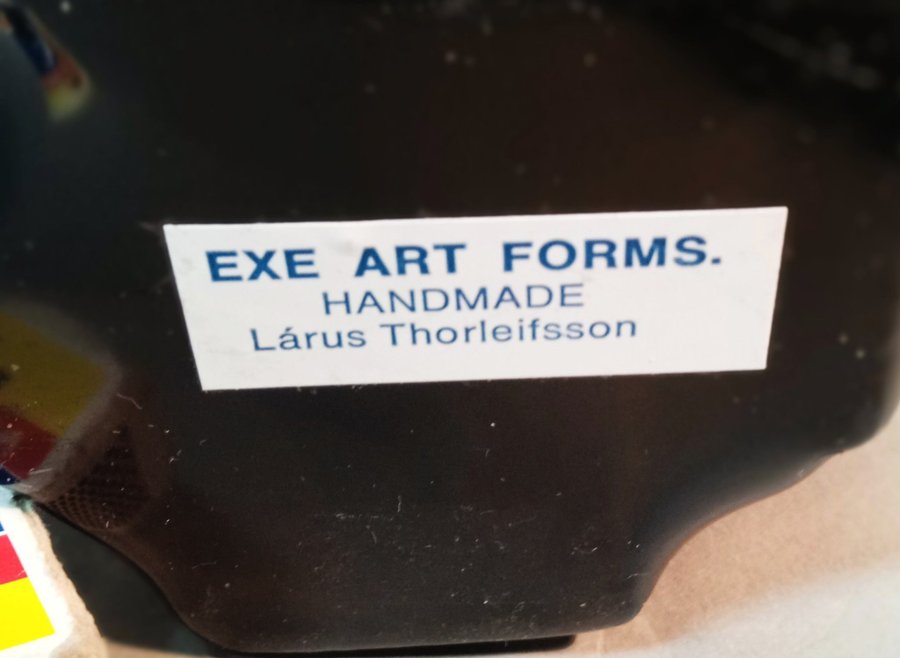 EXE ART FORMS.
HANDMADE
Lárus Thorleifsson